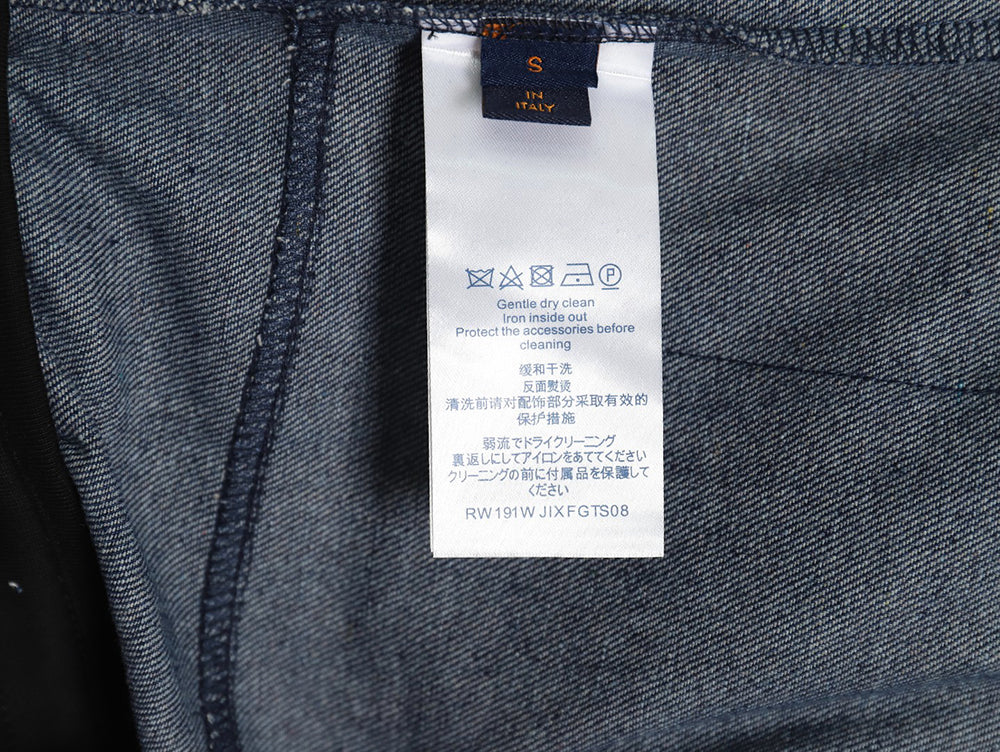 S
IN
ITALY
P
Gentle dry clean
Iron inside out
Protect the accessories before
cleaning
缓和干洗
反面熨烫
清洗前请对配饰部分采取有效的
保护措施
弱流でドライクリーニング
裏返しにしてアイロンをあててください
クリーニングの前に付属品を保護して
ください
RW191WJIXFGTS08